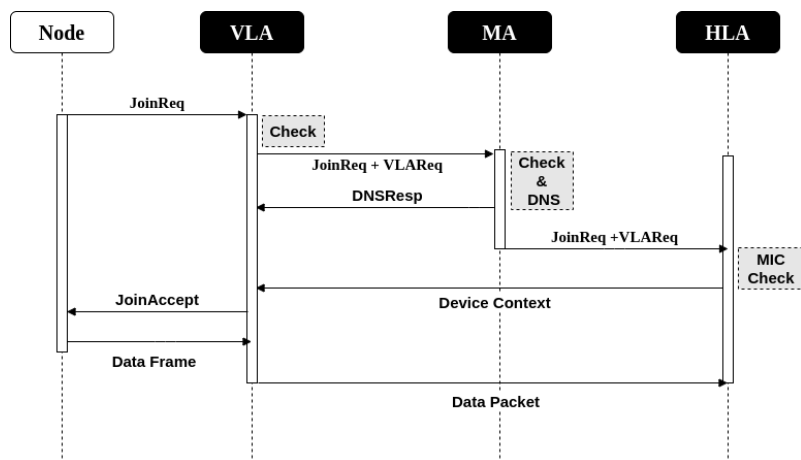 Node
VLA
MA
HLA
JoinReq
Check
JoinReq + VLAReq
Check
&
DNS
DNSResp
JoinReq +VLAReq
MIC
Check
Device Context
JoinAccept
Data Frame
Data Packet